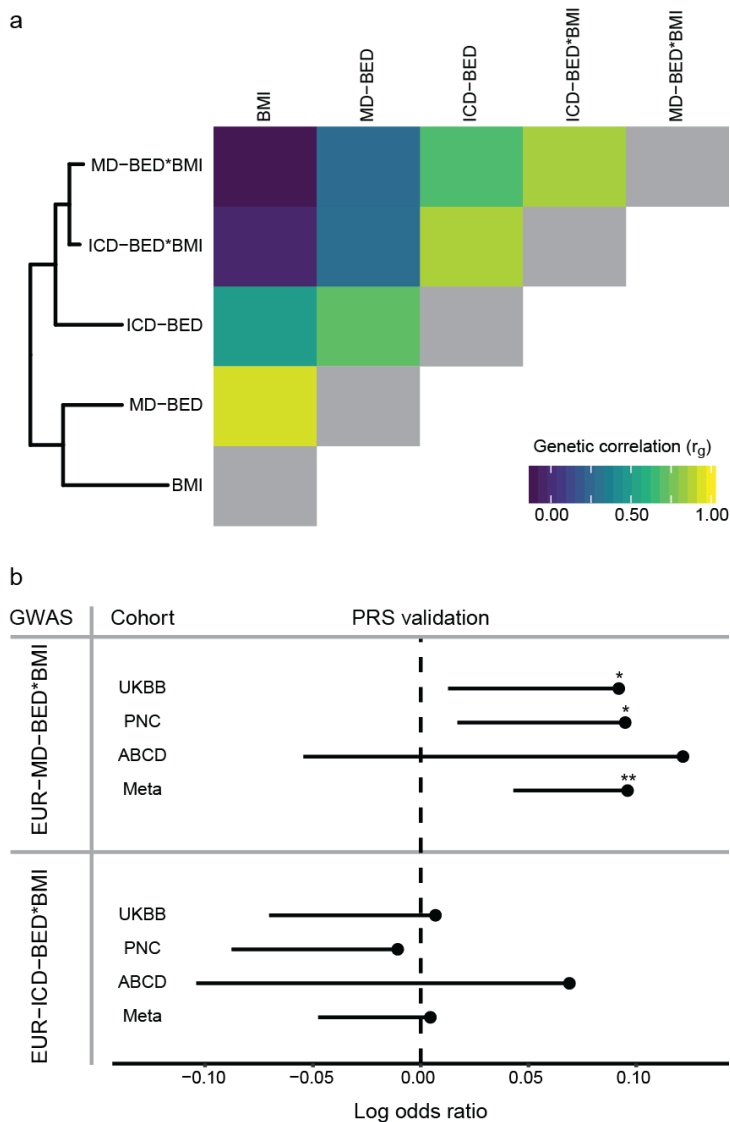 a
BMI
MD−BED
ICD−BED
ICD−BED*BMI
MD−BED*BMI
MD−BED*BMI
ICD−BED*BMI
ICD−BED
MD−BED
BMI
Genetic correlation (rg)
0.00 0.50 1.00
b
GWAS Cohort PRS validation
EUR−MD−BED*BMI
UKBB *
PNC *
ABCD
Meta **
EUR−ICD−BED*BMI
UKBB
PNC
ABCD
Meta
−0.10 −0.05 0.00 0.05 0.10
Log odds ratio